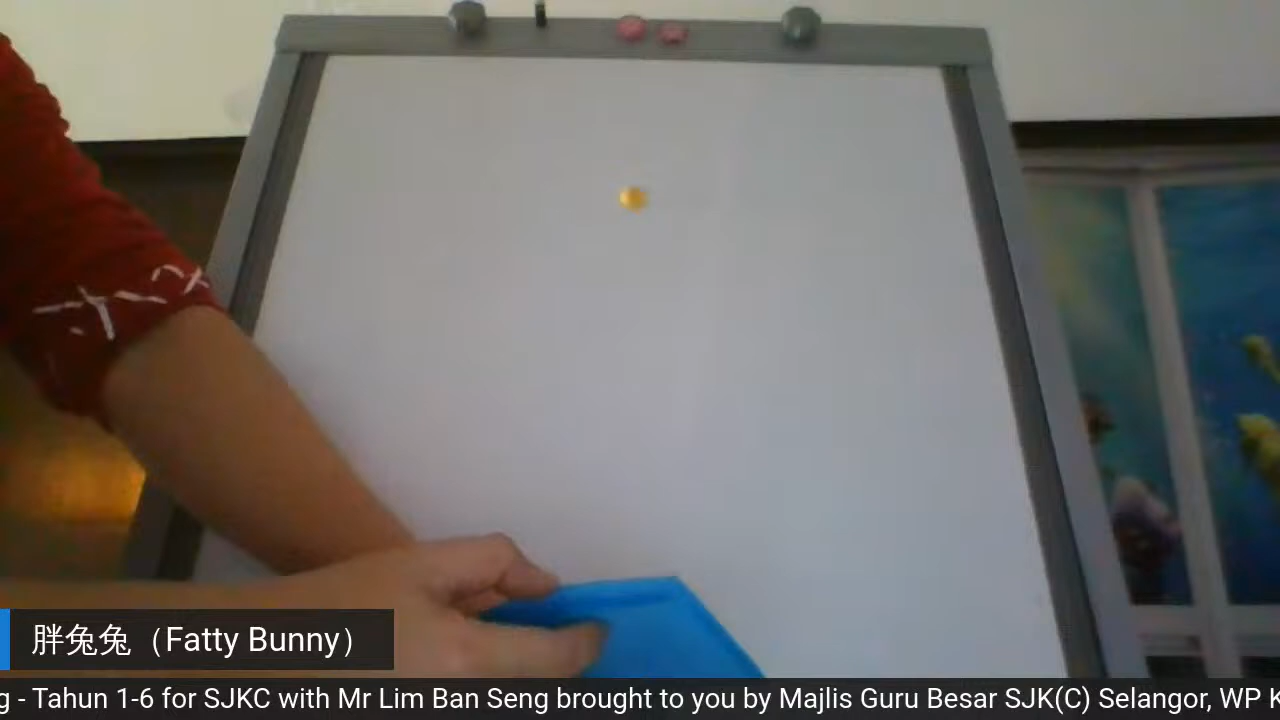 胖兔兔（Fatty Bunny）
g - Tahun 1-6 for SJKC with Mr Lim Ban Seng brought to you by Majlis Guru Besar SJK(C) Selangor, WP K